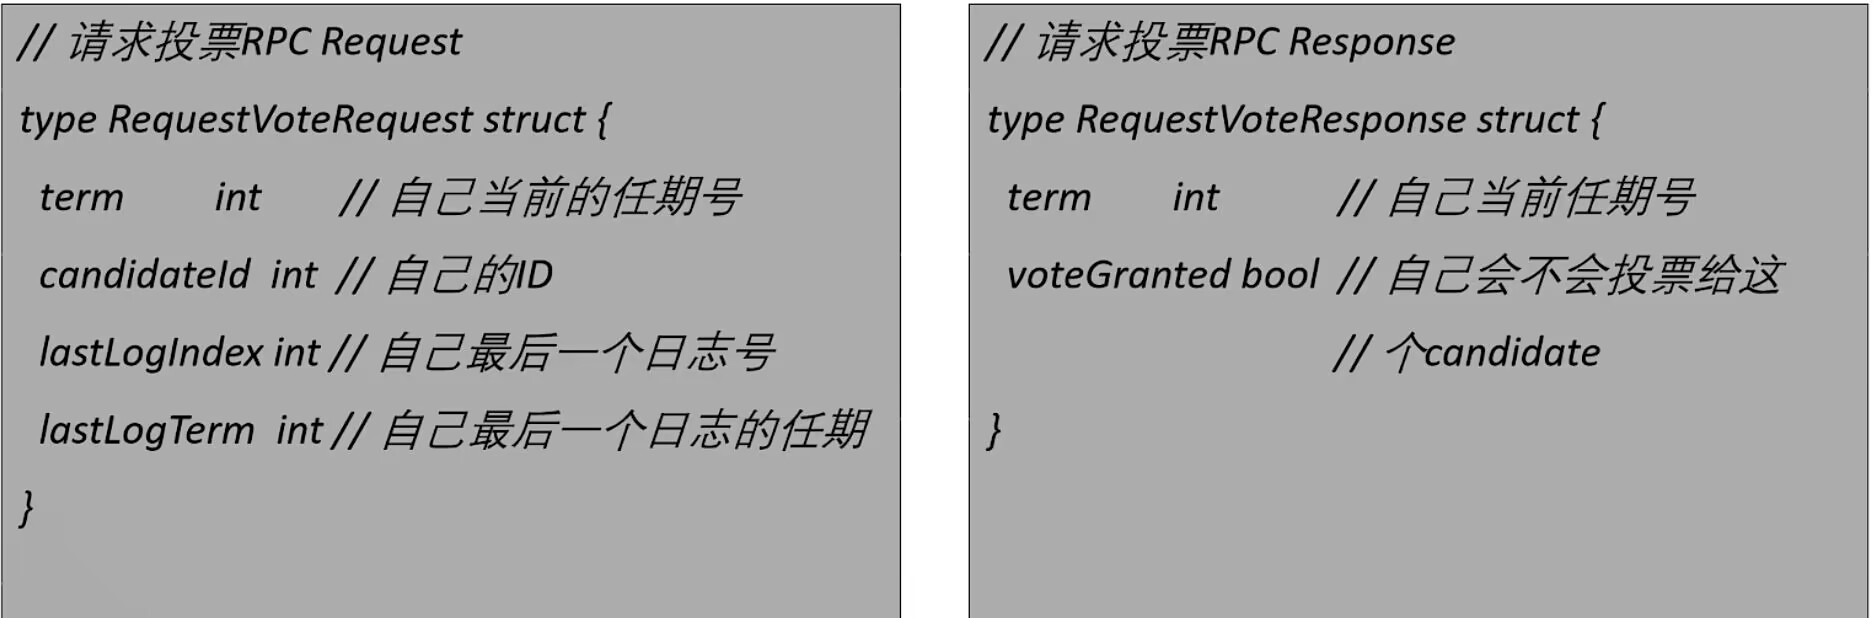 // 请求投票RPC Request
type RequestVoteRequest struct {
term int // 自己当前的任期号
candidateId int // 自己的ID
lastLogIndex int // 自己最后一个日志号
lastLogTerm int // 自己最后一个日志的任期
}
// 请求投票RPC Response
type RequestVoteResponse struct {
term int // 自己当前任期号
voteGranted bool // 自己会不会投票给这
// 个candidate
}